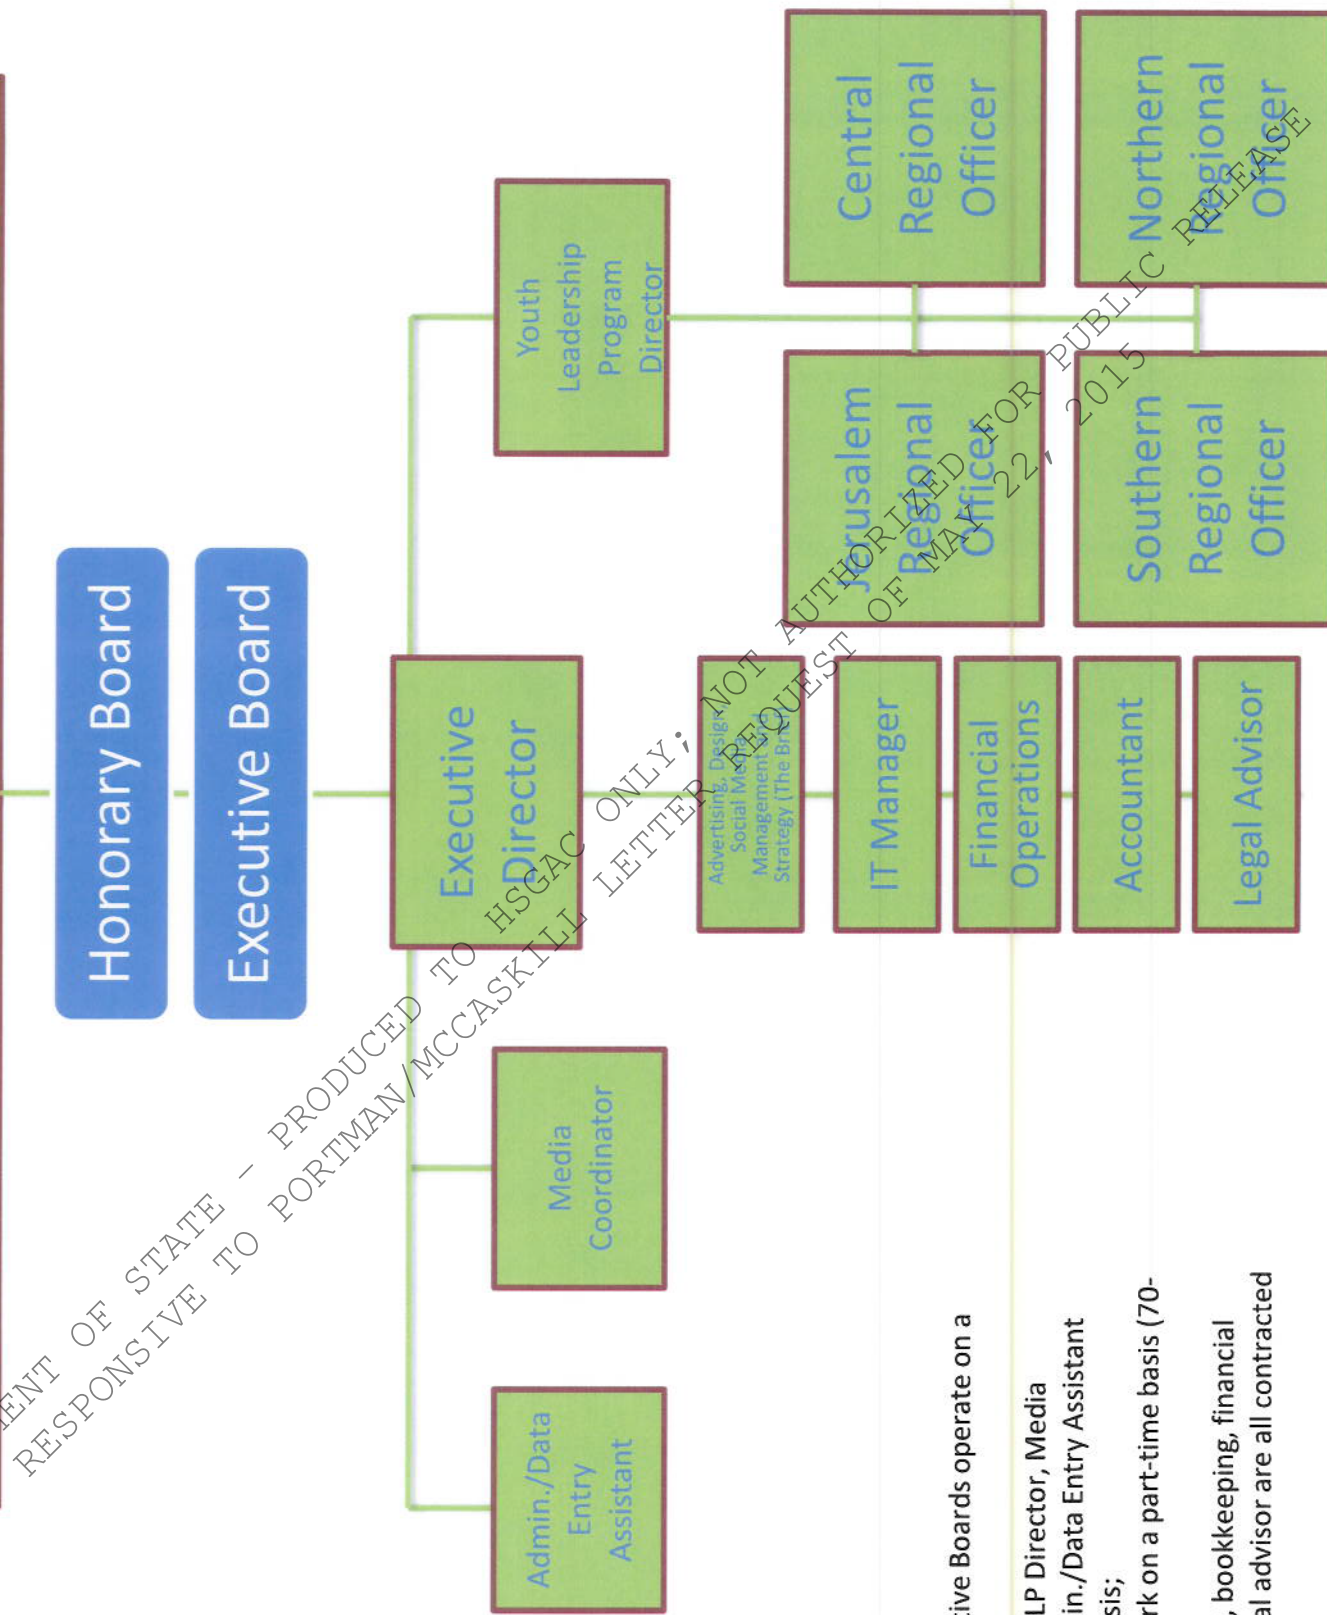 Honorary Board
Executive Board
Executive
Director
Admin./Data
Entry
Assistant
Media
Coordinator
Youth
Leadership
Program
Director
Advertising, Design,
Social Media
Management and
Strategy (The Brief)
IT Manager
Financial
Operations
Accountant
Legal Advisor
Jerusalem
Regional
Officer
Central
Regional
Officer
Southern
Regional
Officer
Northern
Regional
Officer
tive Boards operate on a
LP Director, Media
in./Data Entry Assistant
sis;
rk on a part-time basis (70-
, bookkeeping, financial
al advisor are all contracted
MENT OF STATE – PRODUCED TO HSGAC ONLY; NOT AUTHORIZED FOR PUBLIC RELEASE
RESPONSIVE TO PORTMAN/MCCASKILL LETTER REQUEST OF MAY 22, 2015